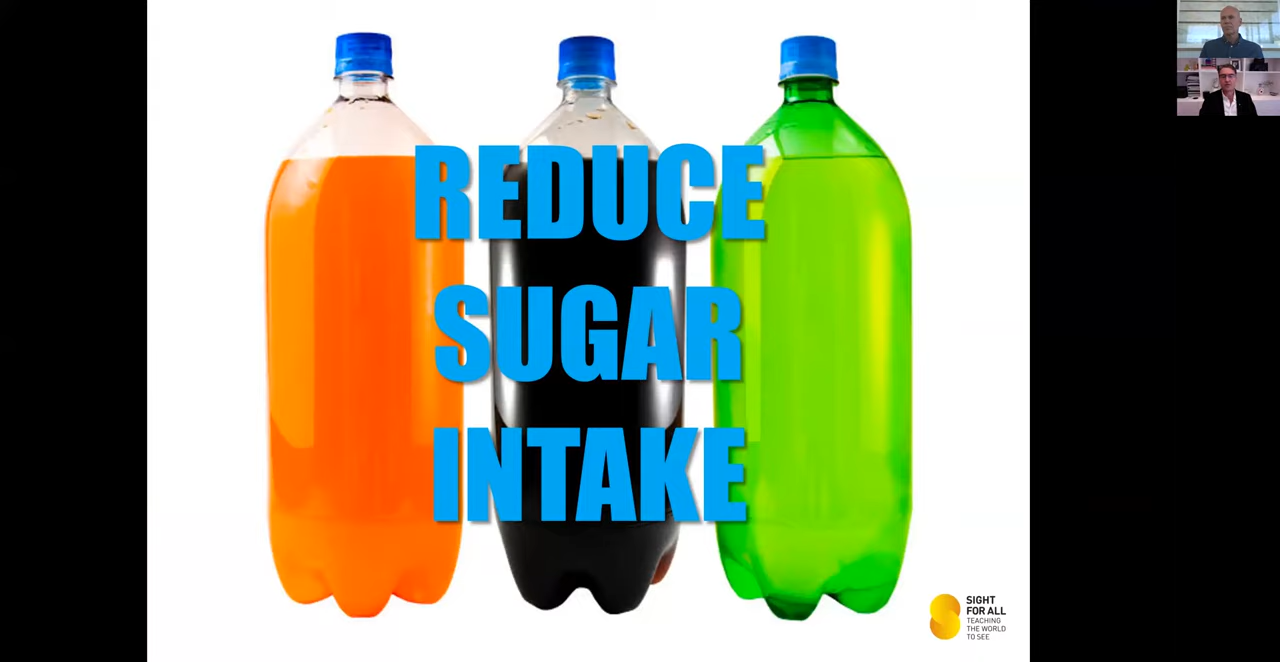 REDUCE
SUGAR
INTAKE
SIGHT
FOR ALL
TEACHING
THE WORLD
TO SEE